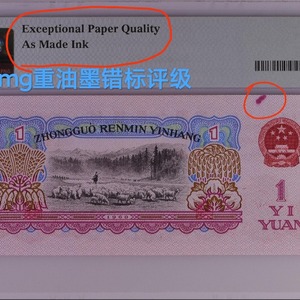 Exceptional Paper Quality
As Made Ink
mg重油墨错标评级
ZHONGGUO RENMIN YINHANG
1
1
1
YI
YUAN
1960